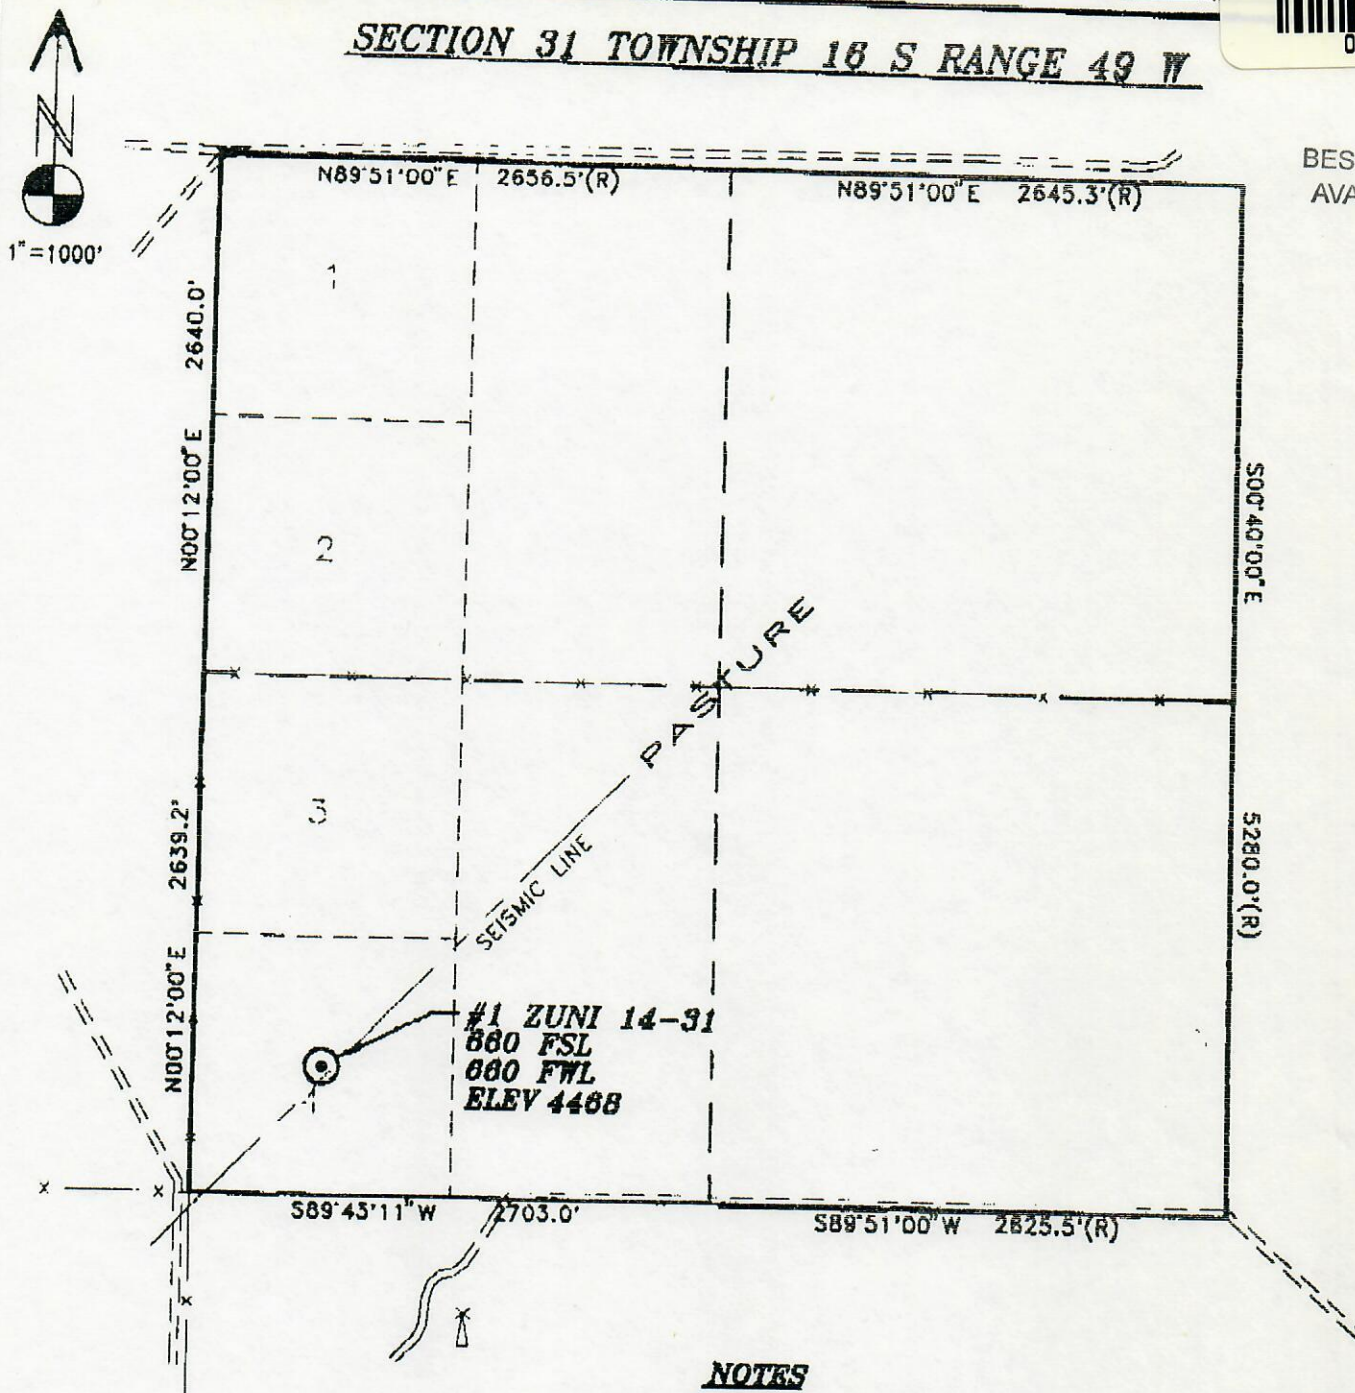 SECTION 31 TOWNSHIP 16 S RANGE 49 W
0
N
1"=1000'
BES
AVA
N89°51'00"E 2656.5'(R)
N89°51'00"E 2645.3'(R)
1
2640.0'
N00°12'00"E
2
S00°40'00"E
PASTURE
3
2639.2'
SEISMIC LINE
5280.0'(R)
N00°12'00"E
#1 ZUNI 14-31
660 FSL
660 FWL
ELEV 4468
S89°43'11"W 2703.0'
S89°51'00"W 2625.5'(R)
NOTES